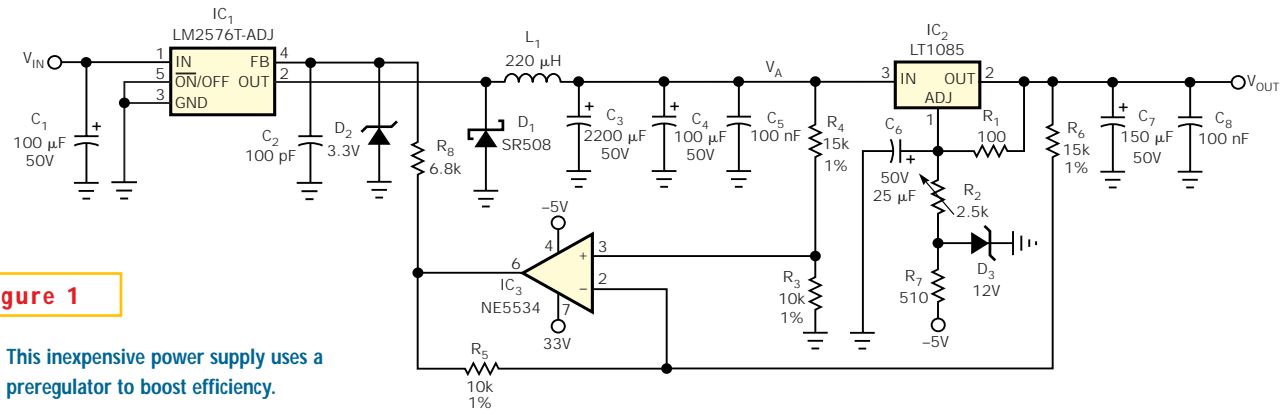 IC1
LM2576T-ADJ
VIN
1 IN FB 4
5 ON/OFF OUT 2
3 GND
C1
100 µF
50V
+
C2
100 pF
D2
3.3V
R8
6.8k
L1
220 µH
D1
SR508
+
C3
2200 µF
50V
+
C4
100 µF
50V
C5
100 nF
VA
R4
15k
1%
IC2
LT1085
3 IN OUT 2
ADJ
1
C6
+
50V
25 µF
R1
100
R2
2.5k
R6
15k
1%
+
C7
150 µF
50V
C8
100 nF
VOUT
–5V
4
6
+ 3
– 2
IC3
NE5534
7
33V
R3
10k
1%
R7
510
–5V
D3
12V
R5
10k
1%
gure 1
This inexpensive power supply uses a
preregulator to boost efficiency.